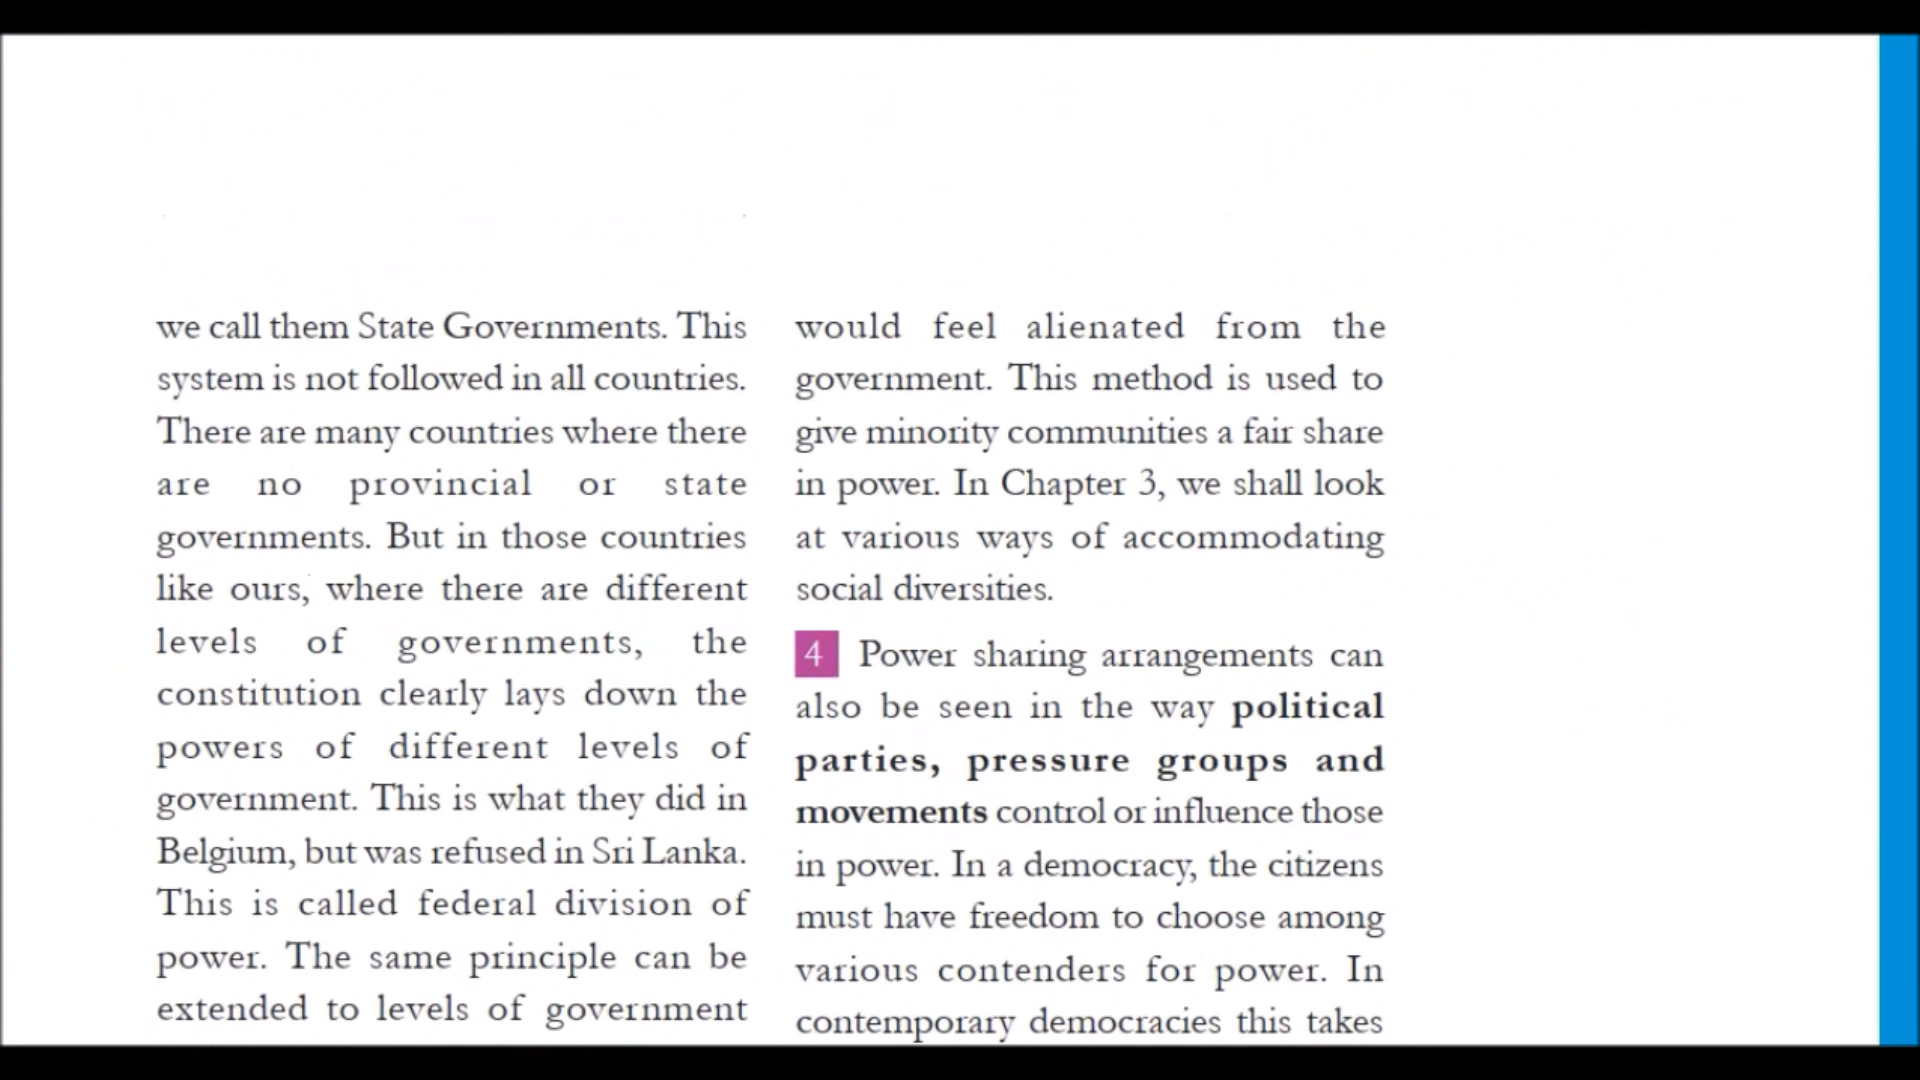 we call them State Governments. This
system is not followed in all countries.
There are many countries where there
are no provincial or state
governments. But in those countries
like ours, where there are different
levels of governments, the
constitution clearly lays down the
powers of different levels of
government. This is what they did in
Belgium, but was refused in Sri Lanka.
This is called federal division of
power. The same principle can be
extended to levels of government
would feel alienated from the
government. This method is used to
give minority communities a fair share
in power. In Chapter 3, we shall look
at various ways of accommodating
social diversities.
4 Power sharing arrangements can
also be seen in the way political
parties, pressure groups and
movements control or influence those
in power. In a democracy, the citizens
must have freedom to choose among
various contenders for power. In
contemporary democracies this takes